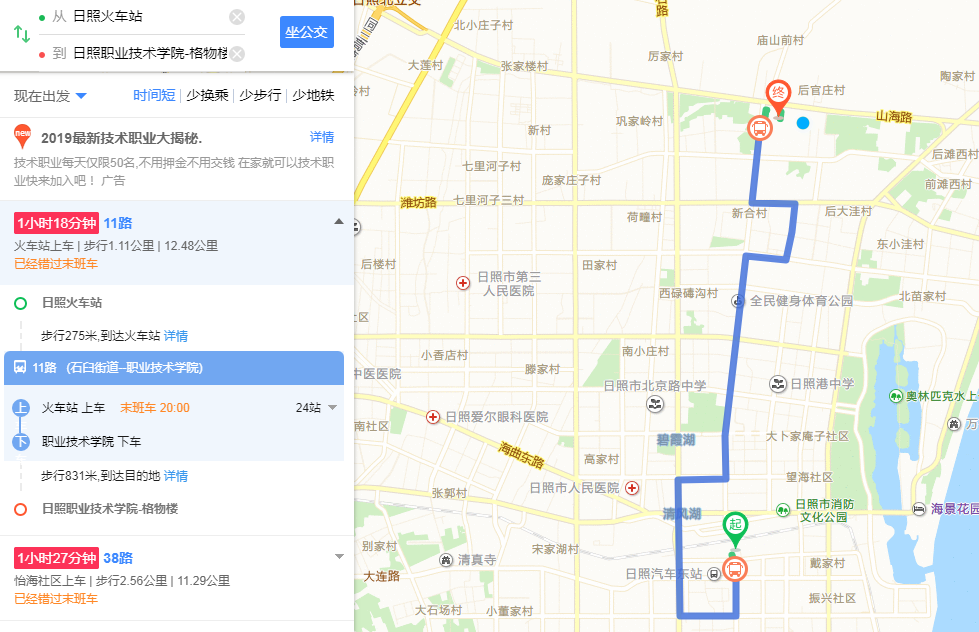 从 日照火车站
到 日照职业技术学院-格物楼
坐公交
现在出发
时间短
少换乘
少步行
少地铁
new
2019最新技术职业大揭秘.
详情
技术职业每天仅限50名,不用押金不用交钱 在家就可以技术职
业快来加入吧！ 广告
1小时18分钟 11路
火车站上车 | 步行1.11公里 | 12.48公里
已经错过末班车
日照火车站
步行275米,到达火车站 详情
11路 (石臼街道--职业技术学院)
上 火车站 上车 末班车 20:00 24站
下 职业技术学院 下车
步行831米,到达目的地 详情
日照职业技术学院-格物楼
1小时27分钟 38路
怡海社区上车 | 步行2.56公里 | 11.29公里
已经错过末班车
北小庄子村
庙山前村
大莲村
张家楼村
厉家村
陶家村
后官庄村
终
山海路
巩家岭村
新村
后滩西村
七里河子村
庞家庄子村
前滩西村
潍坊路
七里河子三村
荷疃村
新合村
后大洼村
东小洼村
后楼村
田家村
日照市第三
人民医院
西碌礴沟村
全民健身体育公园
北苗家村
小香店村
南小庄村
滕家村
中医医院
日照市北京路中学
日照港中学
奥林匹克水上
日照爱尔眼科医院
南社区
万
碧霞湖
大卜家庵子社区
海曲东路
高家村
望海社区
日照市人民医院
张郭村
清风湖
日照市消防
文化公园
海景花园
起
别家村
宋家湖村
清真寺
大连路
日照汽车东站
戴家村
振兴社区
大石场村
小董家村